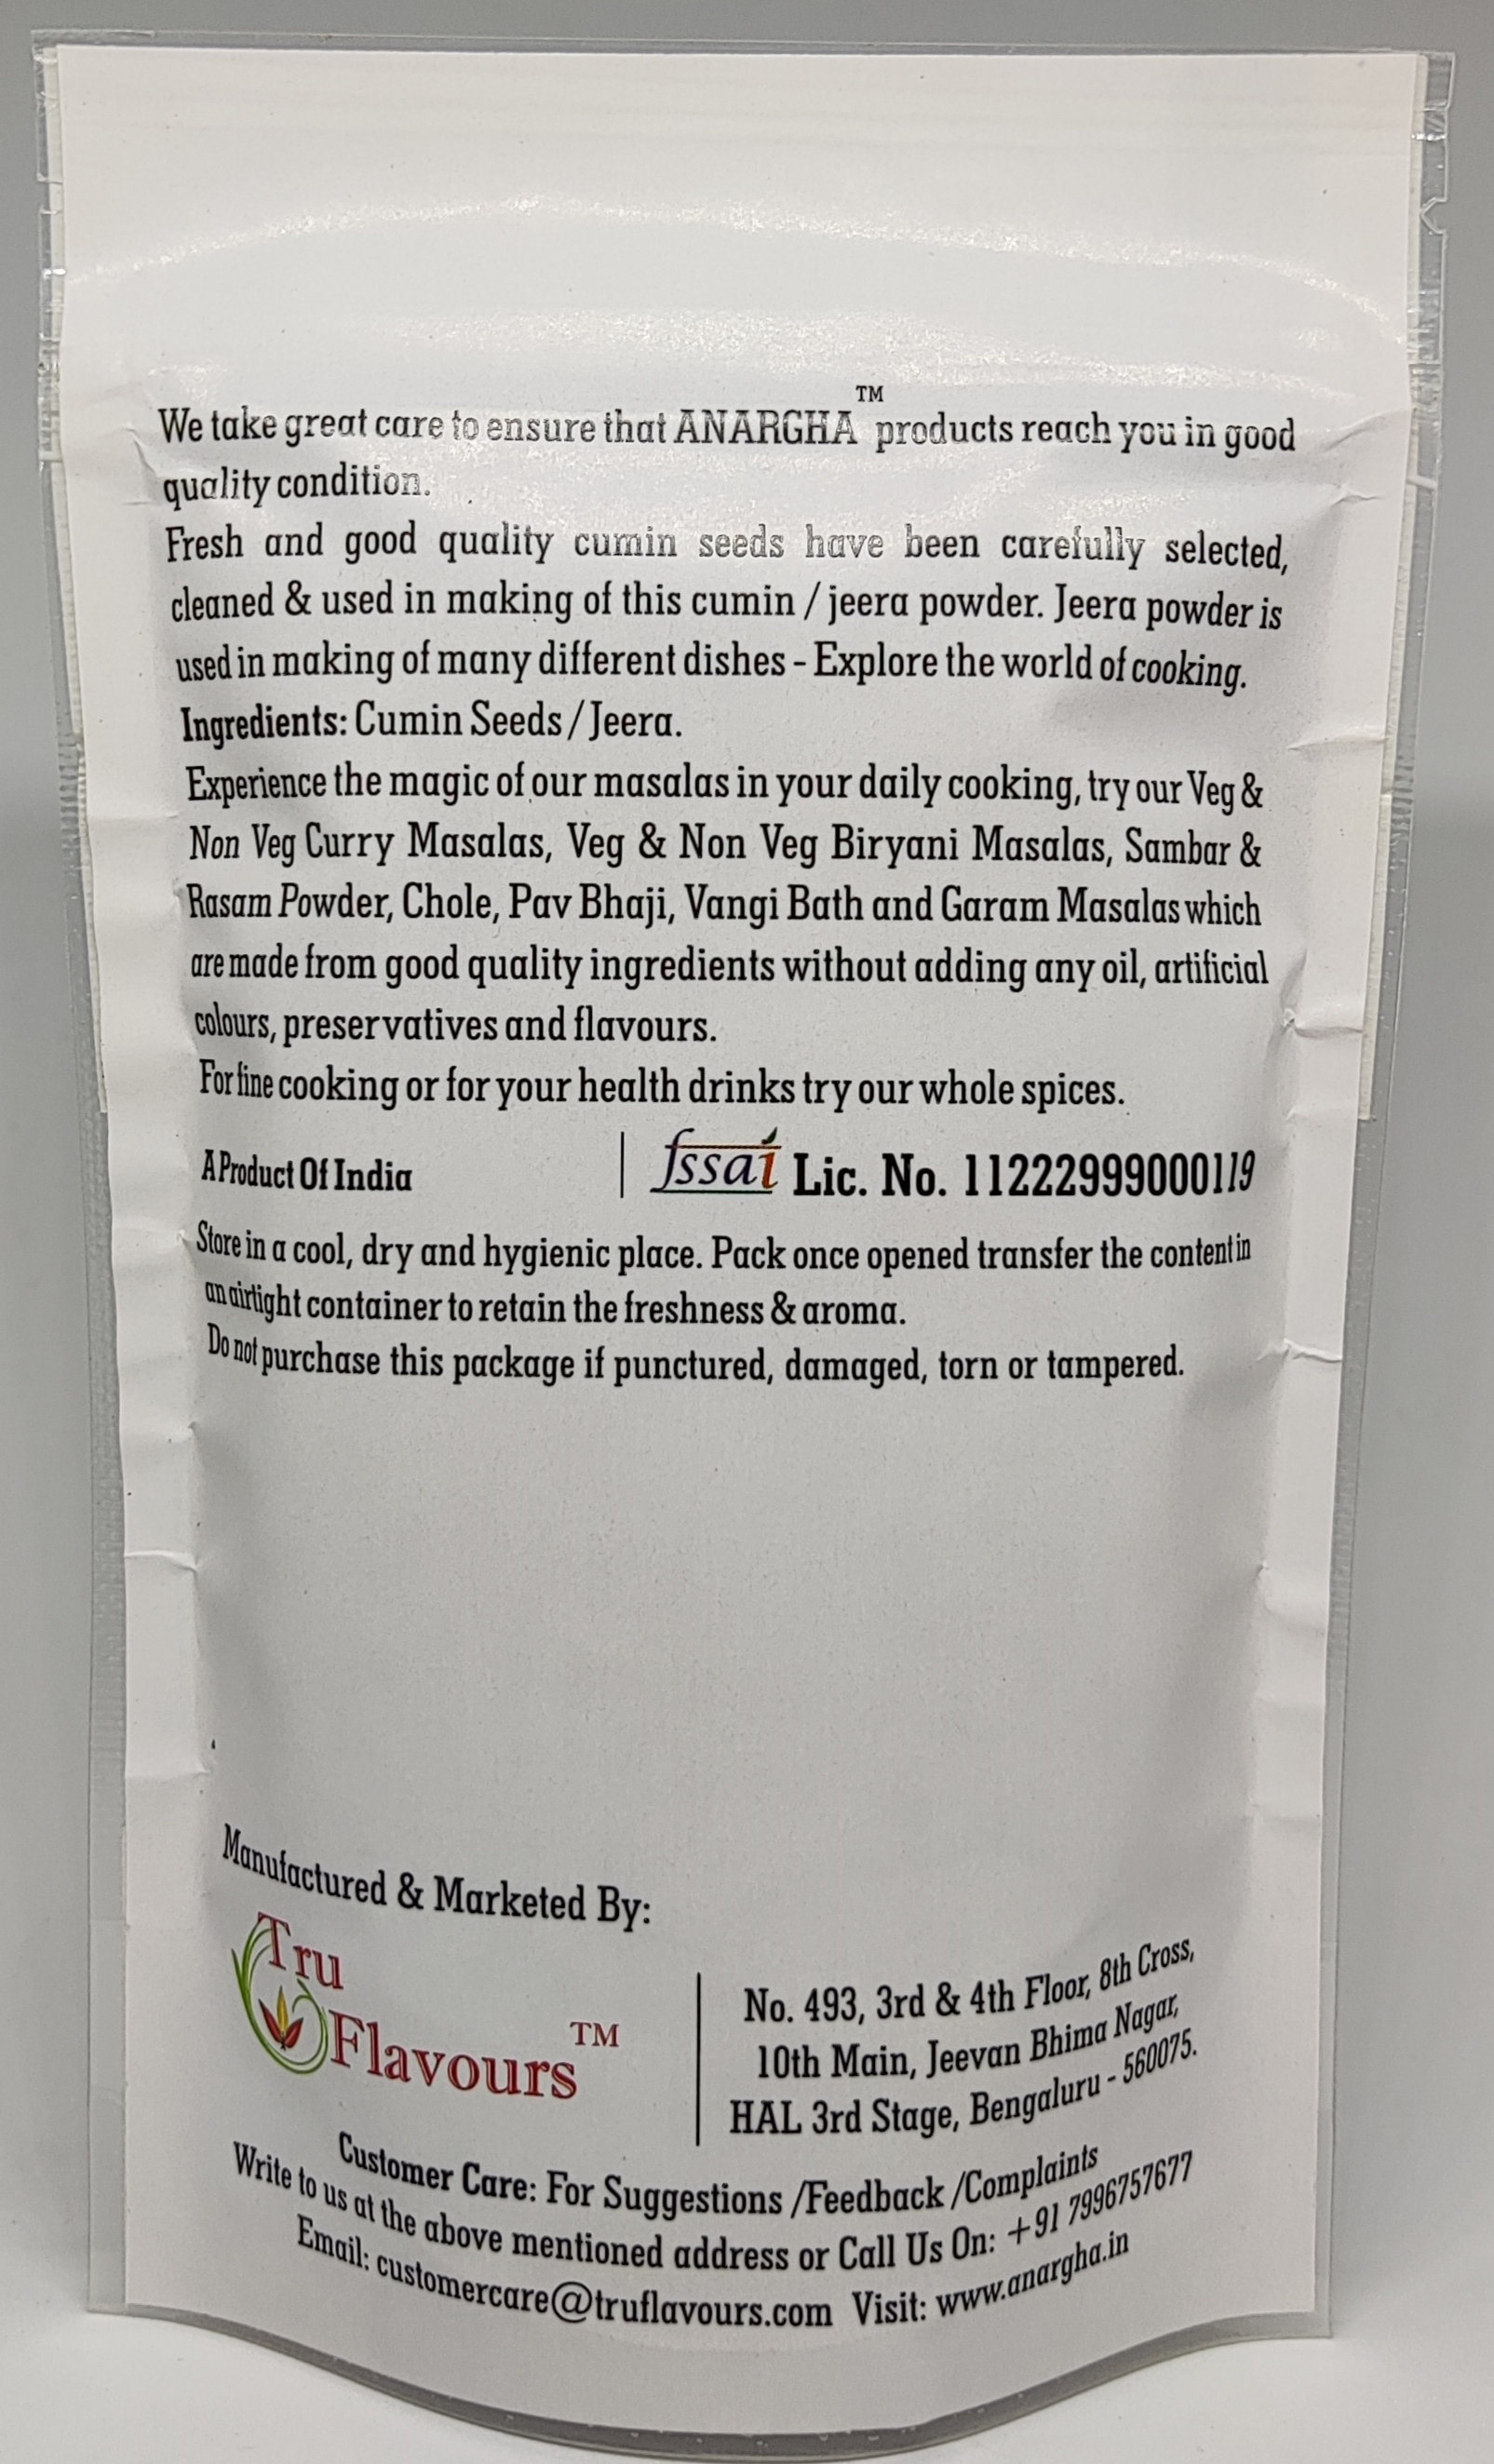 We take great care to ensure that ANARGHA™ products reach you in good
quality condition.
Fresh and good quality cumin seeds have been carefully selected,
cleaned & used in making of this cumin / jeera powder. Jeera powder is
used in making of many different dishes - Explore the world of cooking.
Ingredients: Cumin Seeds / Jeera.
Experience the magic of our masalas in your daily cooking, try our Veg &
Non Veg Curry Masalas, Veg & Non Veg Biryani Masalas, Sambar &
Rasam Powder, Chole, Pav Bhaji, Vangi Bath and Garam Masalas which
are made from good quality ingredients without adding any oil, artificial
colours, preservatives and flavours.
For fine cooking or for your health drinks try our whole spices.
A Product Of India | fssai Lic. No. 11222999000119
Store in a cool, dry and hygienic place. Pack once opened transfer the content in
an airtight container to retain the freshness & aroma.
Do not purchase this package if punctured, damaged, torn or tampered.
Manufactured & Marketed By:
Tru
Flavours™
No. 493, 3rd & 4th Floor, 8th Cross,
10th Main, Jeevan Bhima Nagar,
HAL 3rd Stage, Bengaluru - 560075.
Customer Care: For Suggestions /Feedback /Complaints
Write to us at the above mentioned address or Call Us On: +91 7996757677
Email: customercare@truflavours.com Visit: www.anargha.in